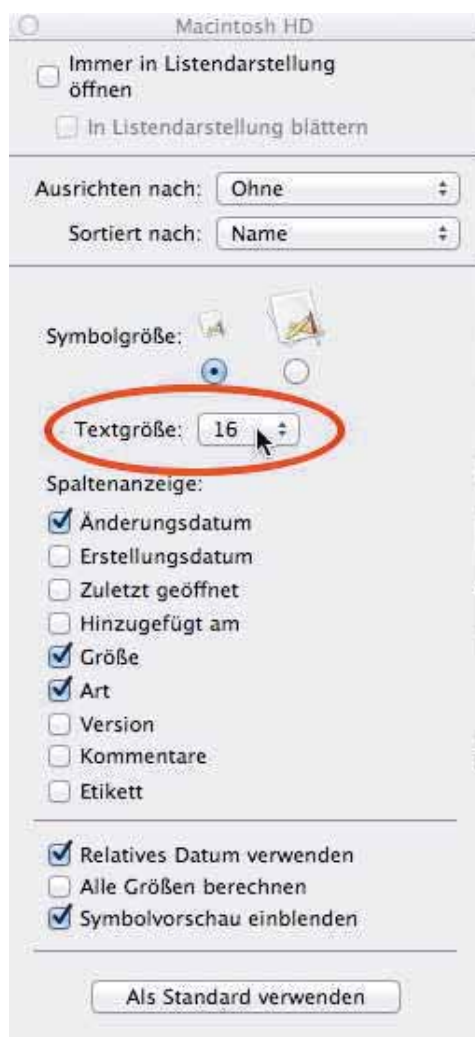 Macintosh HD
Immer in Listendarstellung
öffnen
In Listendarstellung blättern
Ausrichten nach: Ohne
Sortiert nach: Name
Symbolgröße:
Textgröße: 16
Spaltenanzeige:
Änderungsdatum
Erstellungsdatum
Zuletzt geöffnet
Hinzugefügt am
Größe
Art
Version
Kommentare
Etikett
Relatives Datum verwenden
Alle Größen berechnen
Symbolvorschau einblenden
Als Standard verwenden